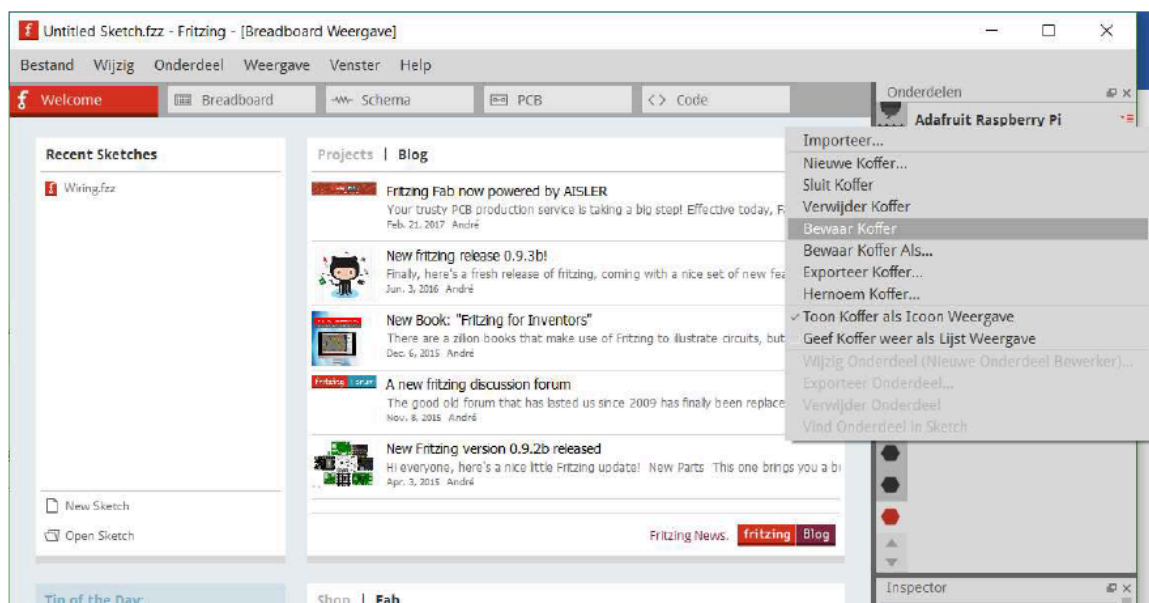 Untitled Sketch.fzz - Fritzing - [Breadboard Weergave]
Bestand Wijzig Onderdeel Weergave Venster Help
Welcome Breadboard Schema PCB Code
Onderdelen
Adafruit Raspberry Pi
Recent Sketches
Wiring.fzz
New Sketch
Open Sketch
Projects | Blog
Fritzing Fab now powered by AISLER
Your trusty PCB production service is taking a big step! Effective today,
Feb. 21, 2017 André
New fritzing release 0.9.3b!
Finally, here's a fresh release of fritzing, coming with a nice set of new
Jun. 3, 2016 André
New Book: "Fritzing for Inventors"
There are a zillion books that make use of Fritzing to illustrate circuits, but
Dec. 6, 2015 André
fritzing Forum
A new fritzing discussion forum
The good old forum that has lasted us since 2009 has finally been replace
Nov. 8, 2015 André
New Fritzing version 0.9.2b released
Hi everyone, here's a nice little Fritzing update! New Parts This one brings you a
Apr. 3, 2015 André
Fritzing News. fritzing Blog
Importeer...
Nieuwe Koffer...
Sluit Koffer
Verwijder Koffer
Bewaar Koffer
Bewaar Koffer Als...
Exporteer Koffer...
Hernoem Koffer...
Toon Koffer als Icoon Weergave
Geef Koffer weer als Lijst Weergave
Wijzig Onderdeel (Nieuwe Onderdeel Bewerker)...
Exporteer Onderdeel...
Verwijder Onderdeel
Vind Onderdeel in Sketch
Inspector
Tip of the Day:
Shop | Fab